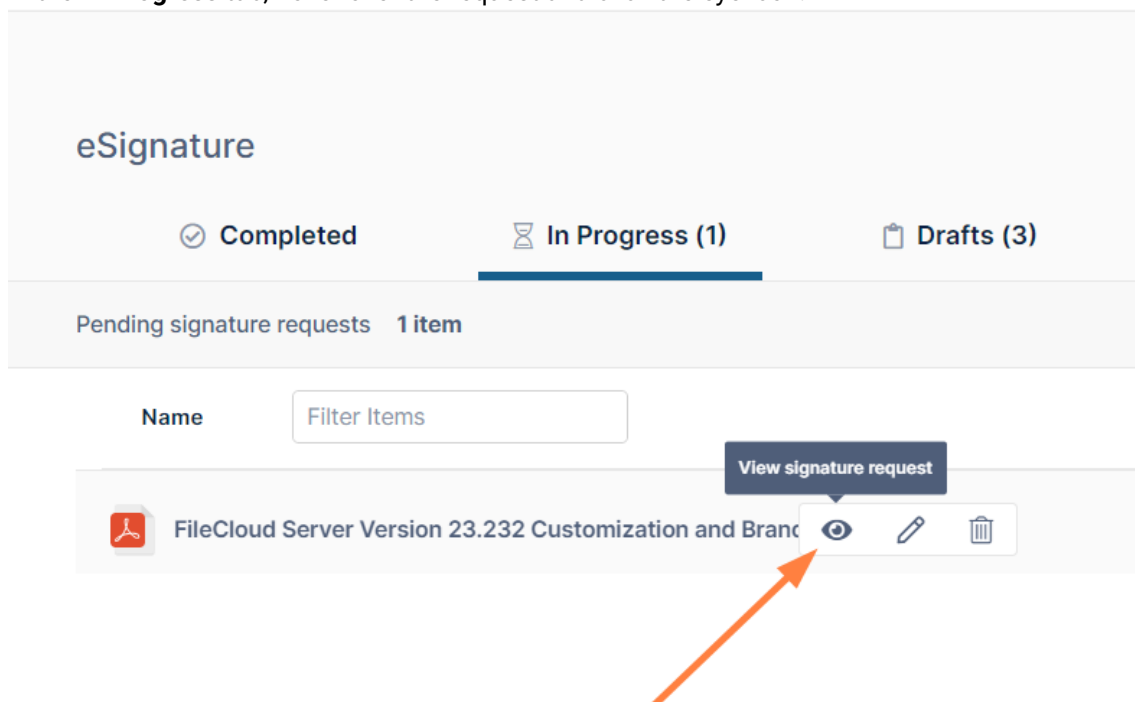 eSignature
Completed
In Progress (1)
Drafts (3)
Pending signature requests 1 item
Name
Filter Items
View signature request
FileCloud Server Version 23.232 Customization and